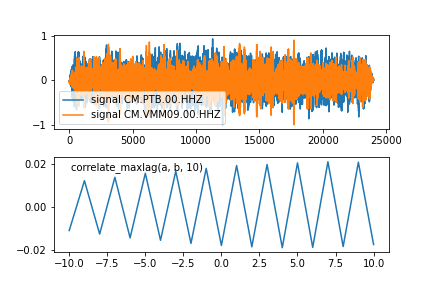 1
0
−1
signal CM.PTB.00.HHZ
signal CM.VMM09.00.HHZ
0 5000 10000 15000 20000 25000
0.02
0.00
−0.02
correlate_maxlag(a, b, 10)
−10.0 −7.5 −5.0 −2.5 0.0 2.5 5.0 7.5 10.0